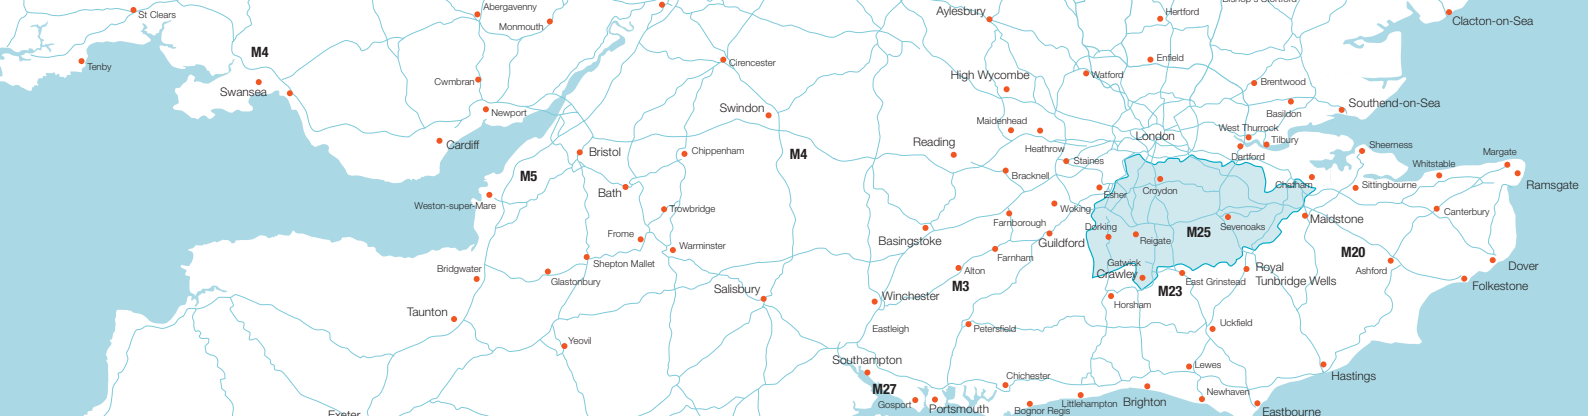 St Clears
Abergavenny
Monmouth
Aylesbury
Hertford
Clacton-on-Sea
M4
Tenby
Cirencester
Enfield
Swansea
Cwmbran
High Wycombe
Watford
Brentwood
Newport
Swindon
Southend-on-Sea
Basildon
Maidenhead
West Thurrock
London
Tilbury
Cardiff
Bristol
Chippenham
M4
Reading
Heathrow
Staines
Dartford
Sheerness
Margate
Whitstable
M5
Bath
Bracknell
Croydon
Chatham
Sittingbourne
Ramsgate
Esher
Weston-super-Mare
Trowbridge
Woking
Canterbury
Farnborough
Maidstone
Dorking
Sevenoaks
Frome
Basingstoke
Guildford
Reigate
M25
Warminster
M20
Farnham
Shepton Mallet
Bridgwater
Glastonbury
Alton
Gatwick
Crawley
Royal
Tunbridge Wells
Ashford
Dover
Salisbury
M3
East Grinstead
Folkestone
Winchester
M23
Horsham
Taunton
Eastleigh
Petersfield
Uckfield
Yeovil
Southampton
Lewes
Chichester
Hastings
M27
Newhaven
Gosport
Portsmouth
Bognor Regis
Littlehampton
Brighton
Eastbourne
Exeter